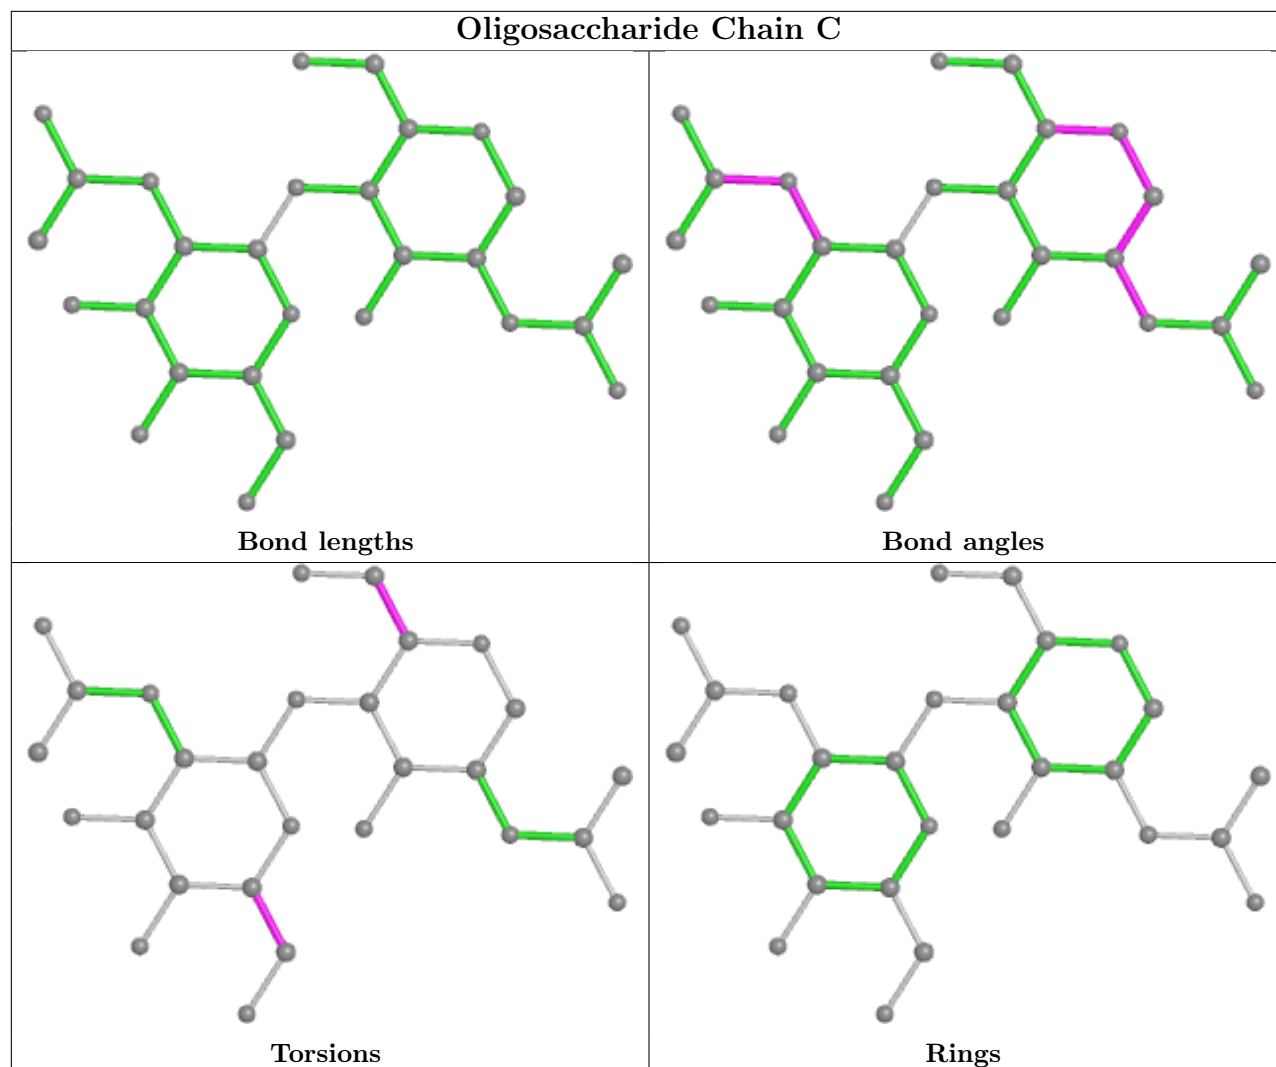 Oligosaccharide Chain C
Bond lengths
Bond angles
Torsions
Rings